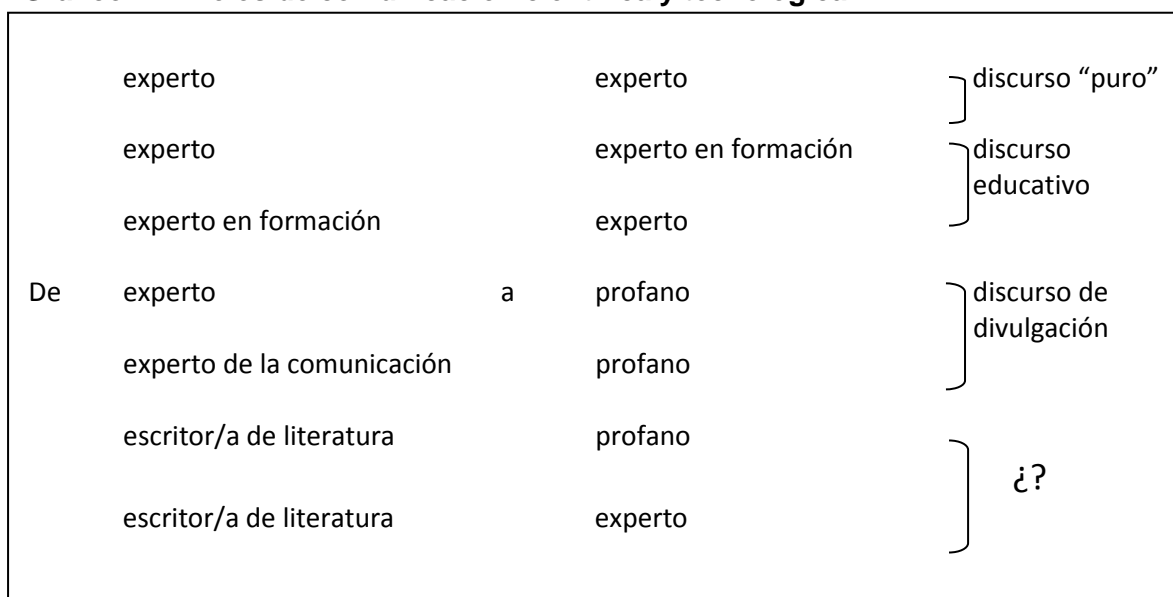 experto experto discurso “puro”
experto experto en formación discurso
educativo
experto en formación experto
De experto a profano discurso de
divulgación
experto de la comunicación profano
escritor/a de literatura profano
¿?
escritor/a de literatura experto